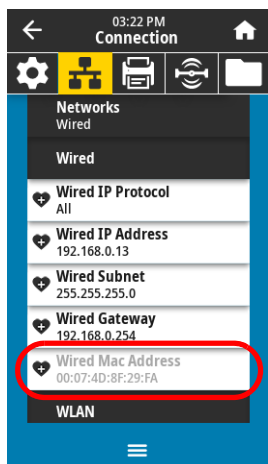 03:22 PM
Connection
Networks
Wired
Wired
Wired IP Protocol
All
Wired IP Address
192.168.0.13
Wired Subnet
255.255.255.0
Wired Gateway
192.168.0.254
Wired Mac Address
00:07:4D:8F:29:FA
WLAN